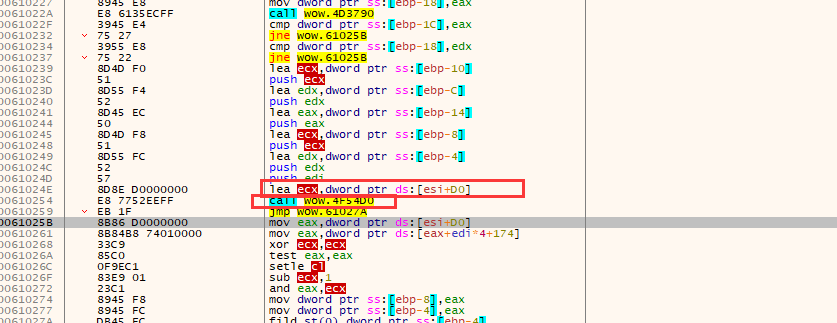 00610227 8945 E8 mov dword ptr ss:[ebp-18],eax
0061022A E8 6135ECFF call wow.4D3790
0061022F 3945 E4 cmp dword ptr ss:[ebp-1C],eax
00610232 75 27 jne wow.61025B
00610234 3955 E8 cmp dword ptr ss:[ebp-18],edx
00610237 75 22 jne wow.61025B
00610239 8D4D F0 lea ecx,dword ptr ss:[ebp-10]
0061023C 51 push ecx
0061023D 8D55 F4 lea edx,dword ptr ss:[ebp-C]
00610240 52 push edx
00610241 8D45 EC lea eax,dword ptr ss:[ebp-14]
00610244 50 push eax
00610245 8D4D F8 lea ecx,dword ptr ss:[ebp-8]
00610248 51 push ecx
00610249 8D55 FC lea edx,dword ptr ss:[ebp-4]
0061024C 52 push edx
0061024D 57 push edi
0061024E 8D8E D0000000 lea ecx,dword ptr ds:[esi+D0]
00610254 E8 7752EEFF call wow.4F54D0
00610259 EB 1F jmp wow.61027A
0061025B 8B86 D0000000 mov eax,dword ptr ds:[esi+D0]
00610261 8B84B8 74010000 mov eax,dword ptr ds:[eax+edi*4+174]
00610268 33C9 xor ecx,ecx
0061026A 85C0 test eax,eax
0061026C 0F9EC1 setle cl
0061026F 83E9 01 sub ecx,1
00610272 23C1 and eax,ecx
00610274 8945 F8 mov dword ptr ss:[ebp-8],eax
00610277 8945 FC mov dword ptr ss:[ebp-4],eax
0061027A DB45 FC fild st(0),dword ptr ss:[ebp-4]